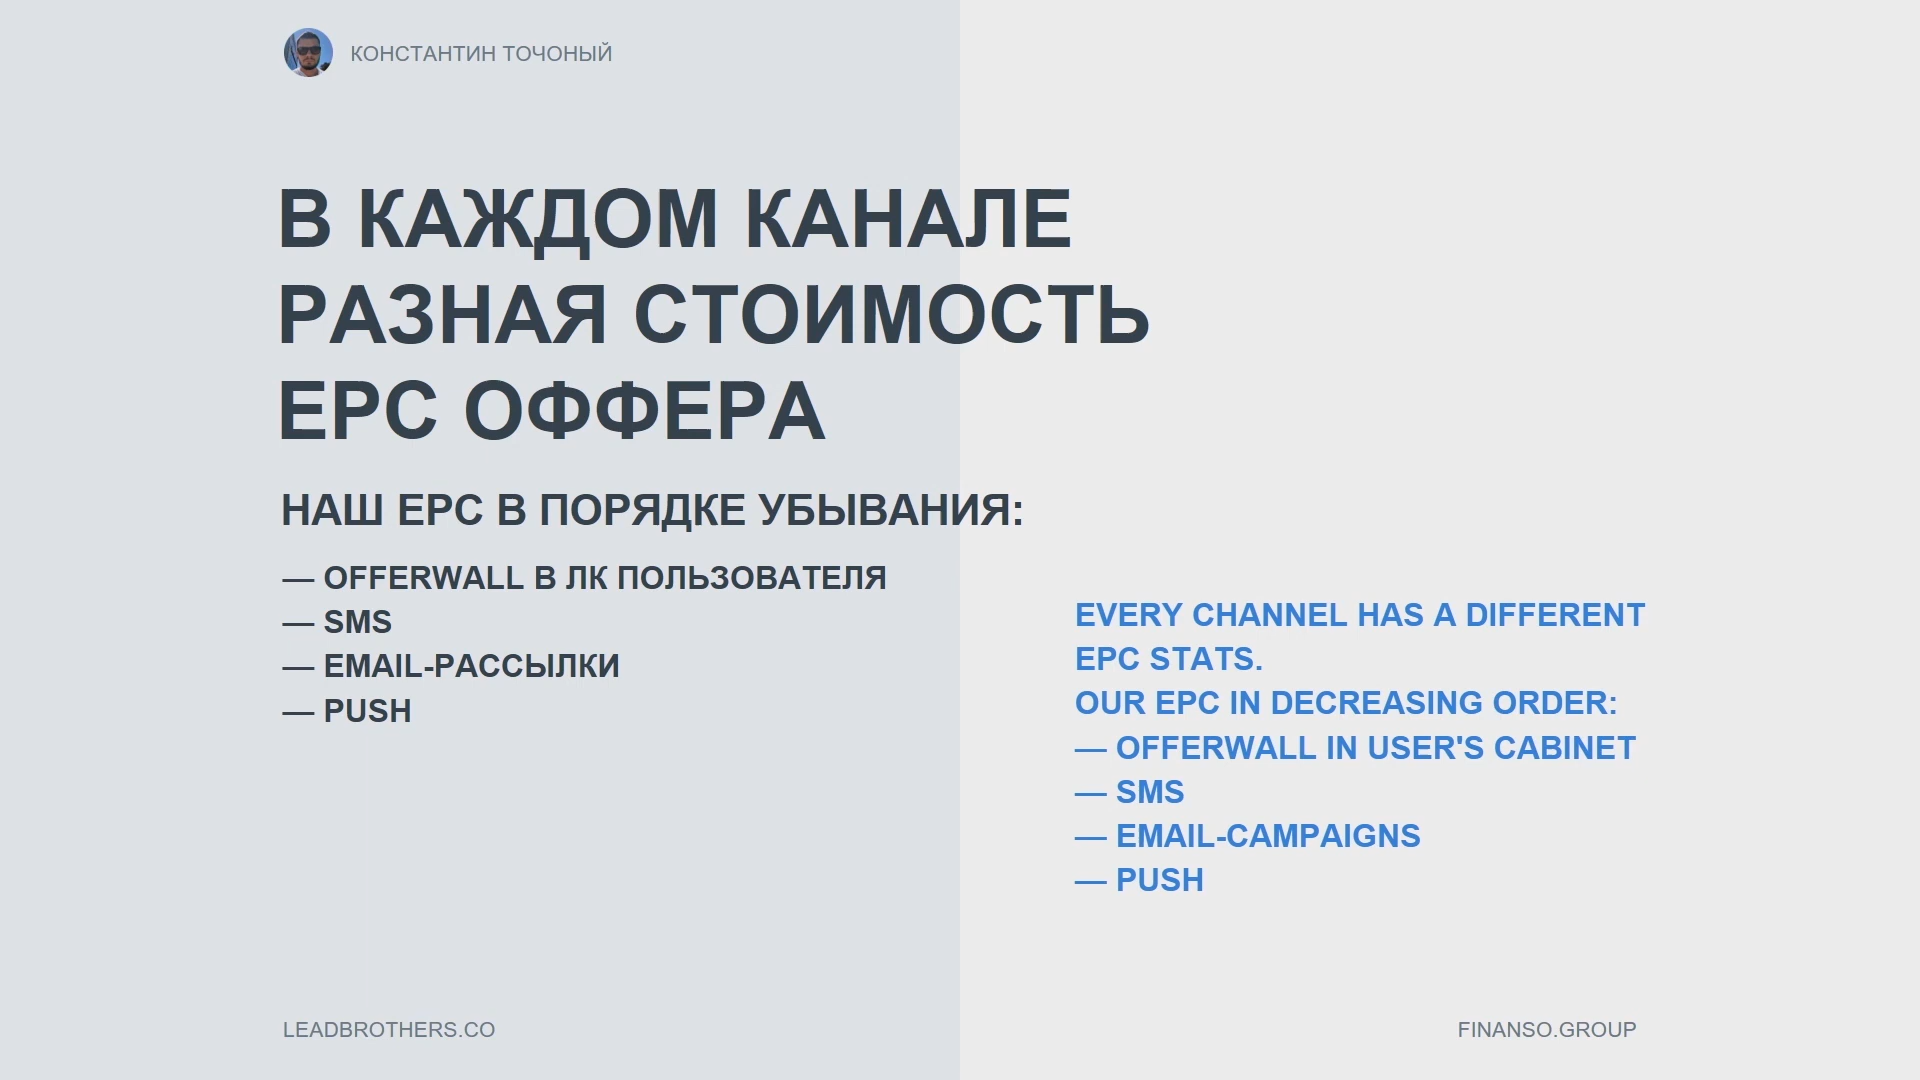 КОНСТАНТИН ТОЧОНЫЙ
В КАЖДОМ КАНАЛЕ
РАЗНАЯ СТОИМОСТЬ
EPC ОФФЕРА
НАШ EPC В ПОРЯДКЕ УБЫВАНИЯ:
— OFFERWALL В ЛК ПОЛЬЗОВАТЕЛЯ
— SMS
— EMAIL-РАССЫЛКИ
— PUSH
EVERY CHANNEL HAS A DIFFERENT
EPC STATS.
OUR EPC IN DECREASING ORDER:
— OFFERWALL IN USER'S CABINET
— SMS
— EMAIL-CAMPAIGNS
— PUSH
LEADBROTHERS.CO
FINANSO.GROUP